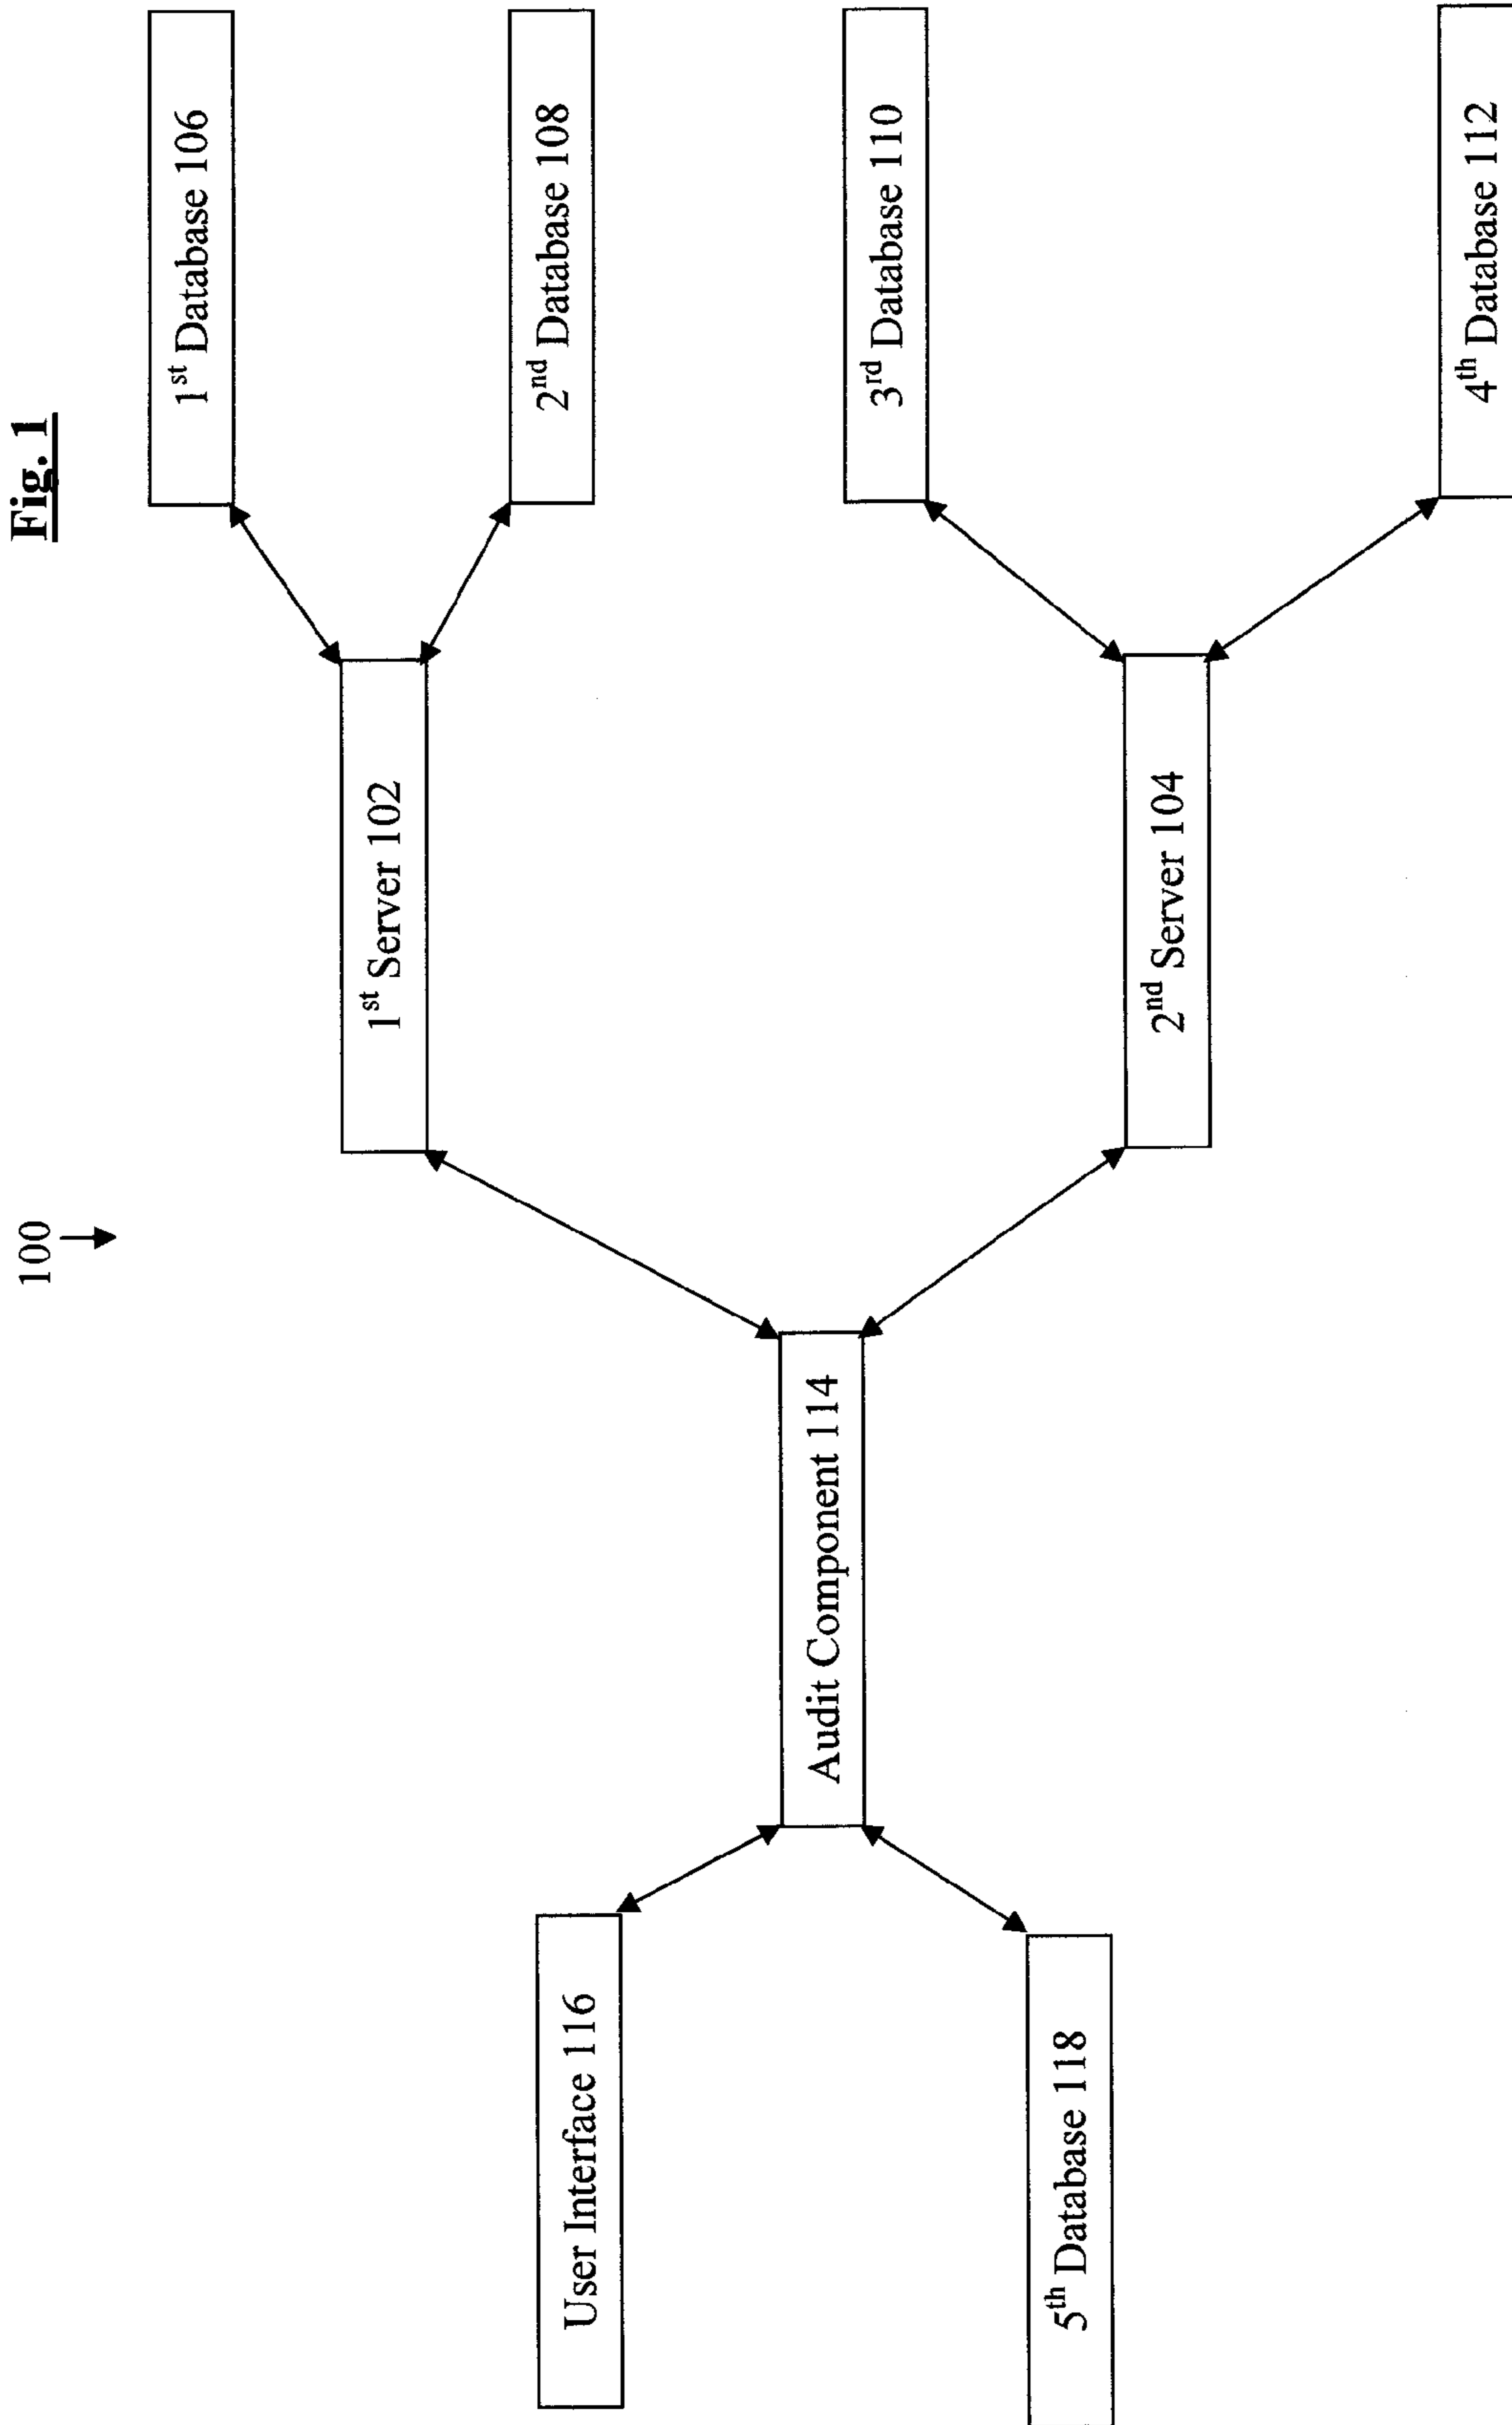 Fig. 1
100
1st Database 106
1st Server 102
2nd Database 108
User Interface 116
Audit Component 114
3rd Database 110
2nd Server 104
5th Database 118
4th Database 112